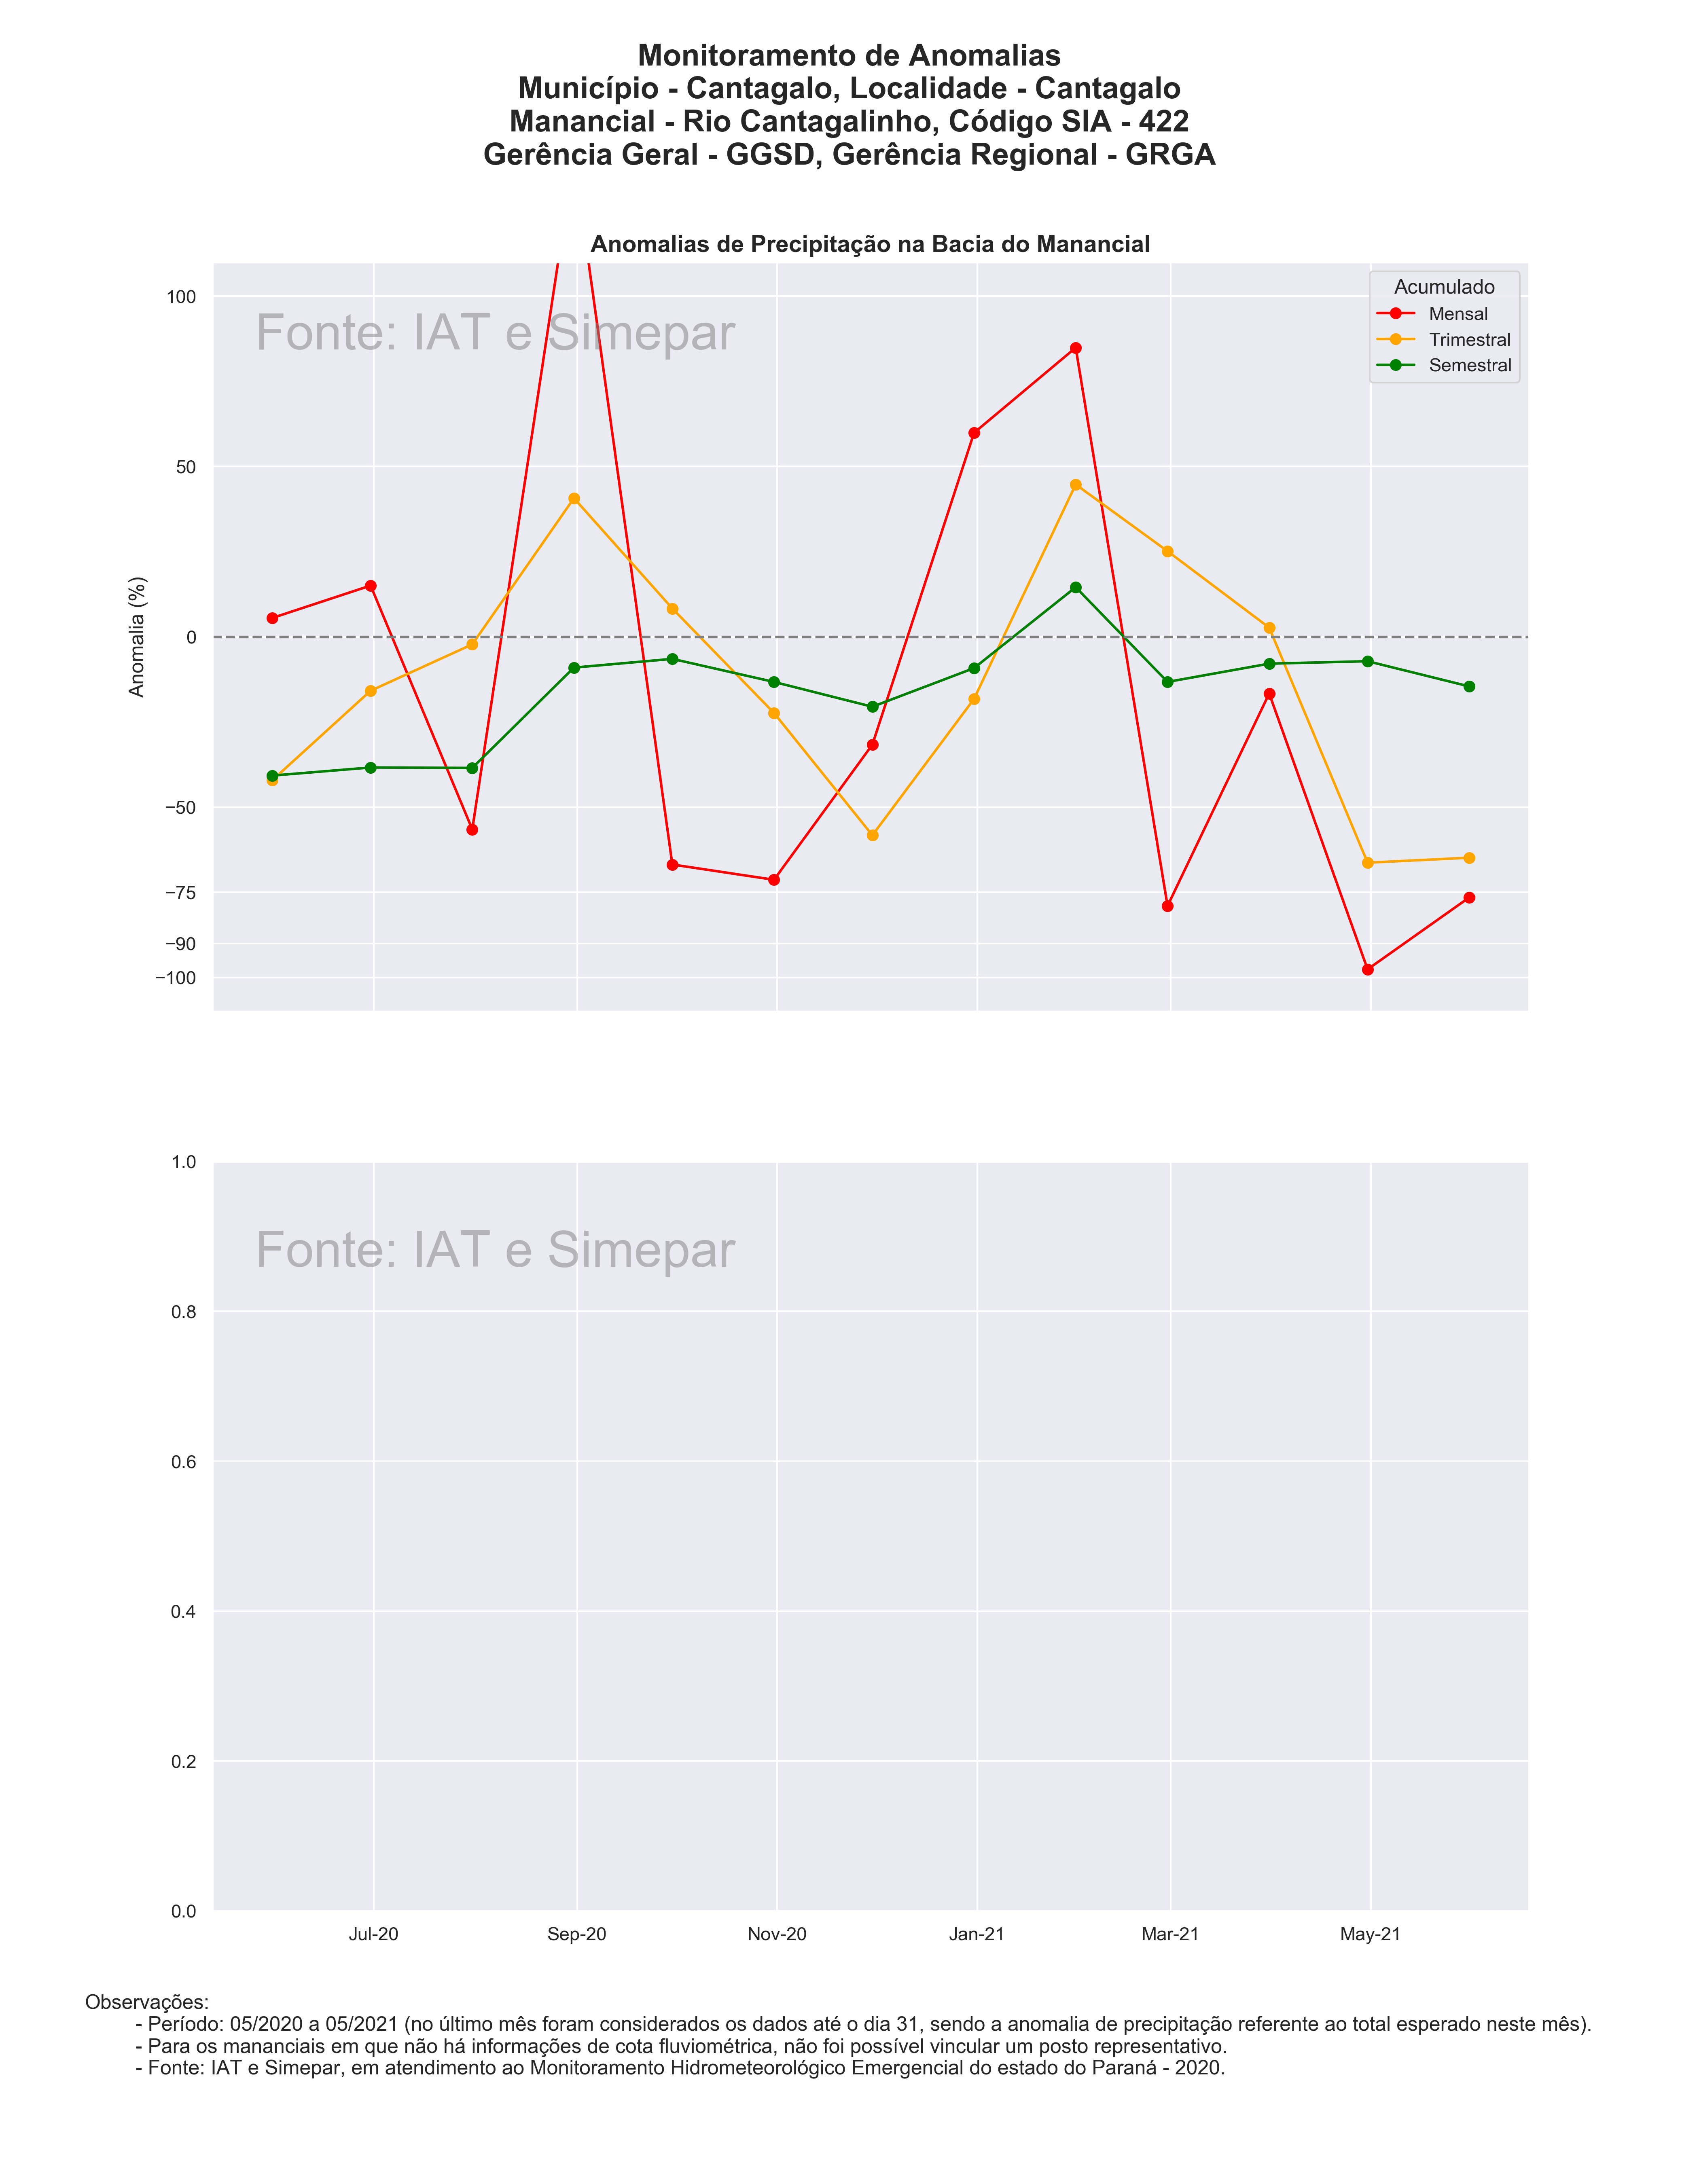 Monitoramento de Anomalias
Município - Cantagalo, Localidade - Cantagalo
Manancial - Rio Cantagalinho, Código SIA - 422
Gerência Geral - GGSD, Gerência Regional - GRGA
Anomalias de Precipitação na Bacia do Manancial
Fonte: IAT e Simepar
Acumulado
Mensal
Trimestral
Semestral
Anomalia (%)
100
50
0
−50
−75
−90
−100
Fonte: IAT e Simepar
1.0
0.8
0.6
0.4
0.2
0.0
Jul-20 Sep-20 Nov-20 Jan-21 Mar-21 May-21
Observações:
- Período: 05/2020 a 05/2021 (no último mês foram considerados os dados até o dia 31, sendo a anomalia de precipitação referente ao total esperado neste mês).
- Para os mananciais em que não há informações de cota fluviométrica, não foi possível vincular um posto representativo.
- Fonte: IAT e Simepar, em atendimento ao Monitoramento Hidrometeorológico Emergencial do estado do Paraná - 2020.